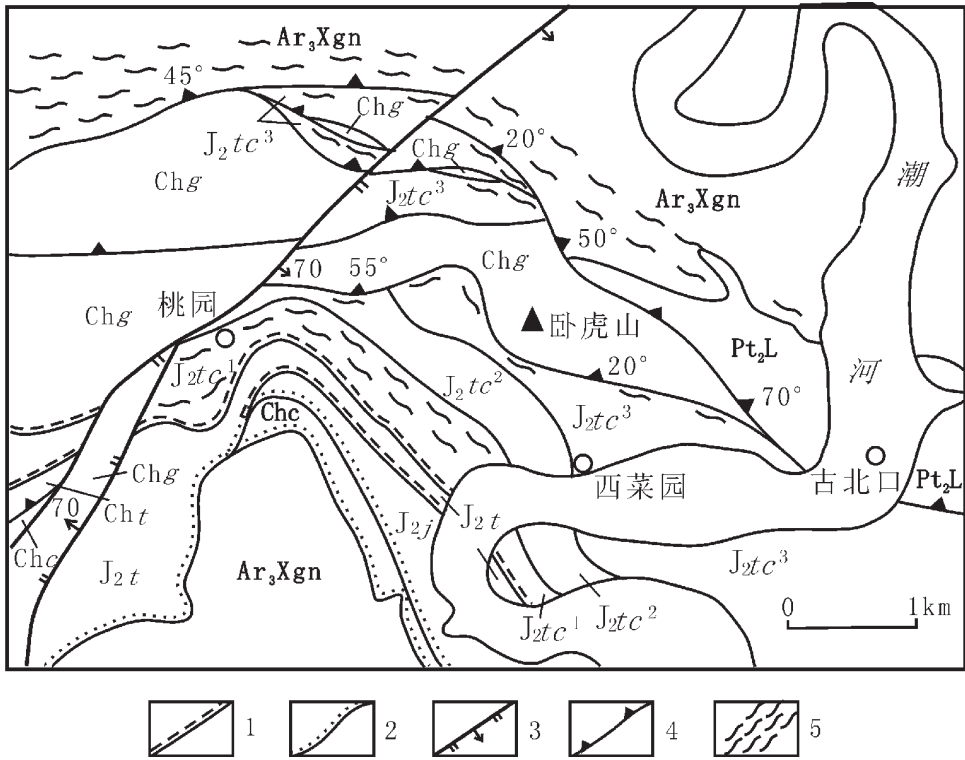 Ar₃Xgn
45°
Chg
J₂tc³
Chg
20°
Chg
J₂tc³
Ar₃Xgn
潮
50°
Chg
70
55°
桃园
Chg
卧虎山
Pt₂L
河
J₂tc¹
J₂tc²
20°
70°
Chc
J₂tc³
Chg
西菜园
古北口
Pt₂L
70
Cht
J₂j
J₂t
Chc
J₂t
Ar₃Xgn
J₂tc³
J₂tc¹
J₂tc²
0
1km
1
2
3
4
5